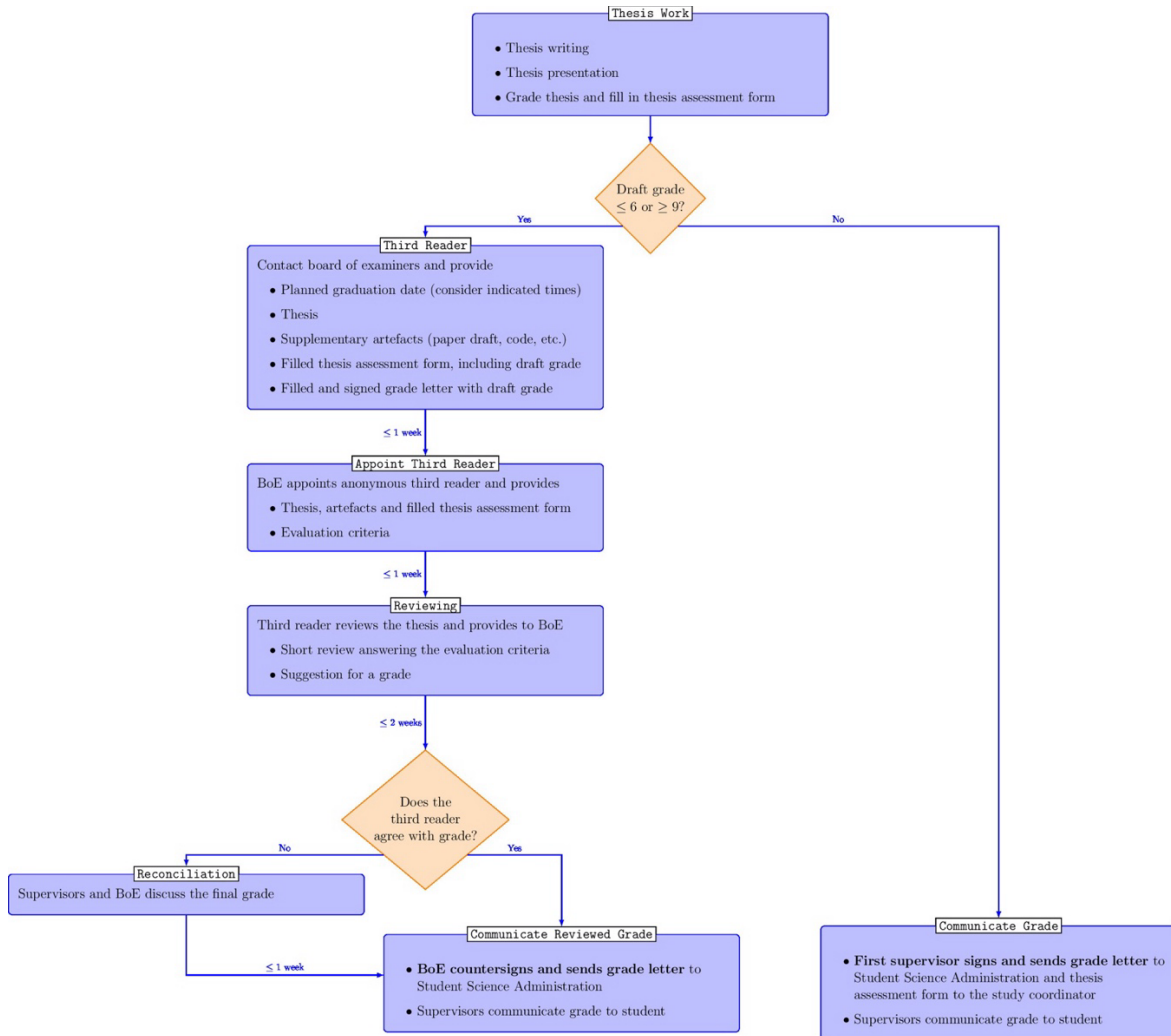 Thesis Work
• Thesis writing
• Thesis presentation
• Grade thesis and fill in thesis assessment form
Draft grade
≤ 6 or ≥ 9?
Yes
No
Third Reader
Contact board of examiners and provide
• Planned graduation date (consider indicated times)
• Thesis
• Supplementary artefacts (paper draft, code, etc.)
• Filled thesis assessment form, including draft grade
• Filled and signed grade letter with draft grade
≤ 1 week
Appoint Third Reader
BoE appoints anonymous third reader and provides
• Thesis, artefacts and filled thesis assessment form
• Evaluation criteria
≤ 1 week
Reviewing
Third reader reviews the thesis and provides to BoE
• Short review answering the evaluation criteria
• Suggestion for a grade
≤ 2 weeks
Does the
third reader
agree with grade?
No
Yes
Reconciliation
Supervisors and BoE discuss the final grade
≤ 1 week
Communicate Reviewed Grade
• BoE countersigns and sends grade letter to
Student Science Administration
• Supervisors communicate grade to student
Communicate Grade
• First supervisor signs and sends grade letter to
Student Science Administration and thesis
assessment form to the study coordinator
• Supervisors communicate grade to student